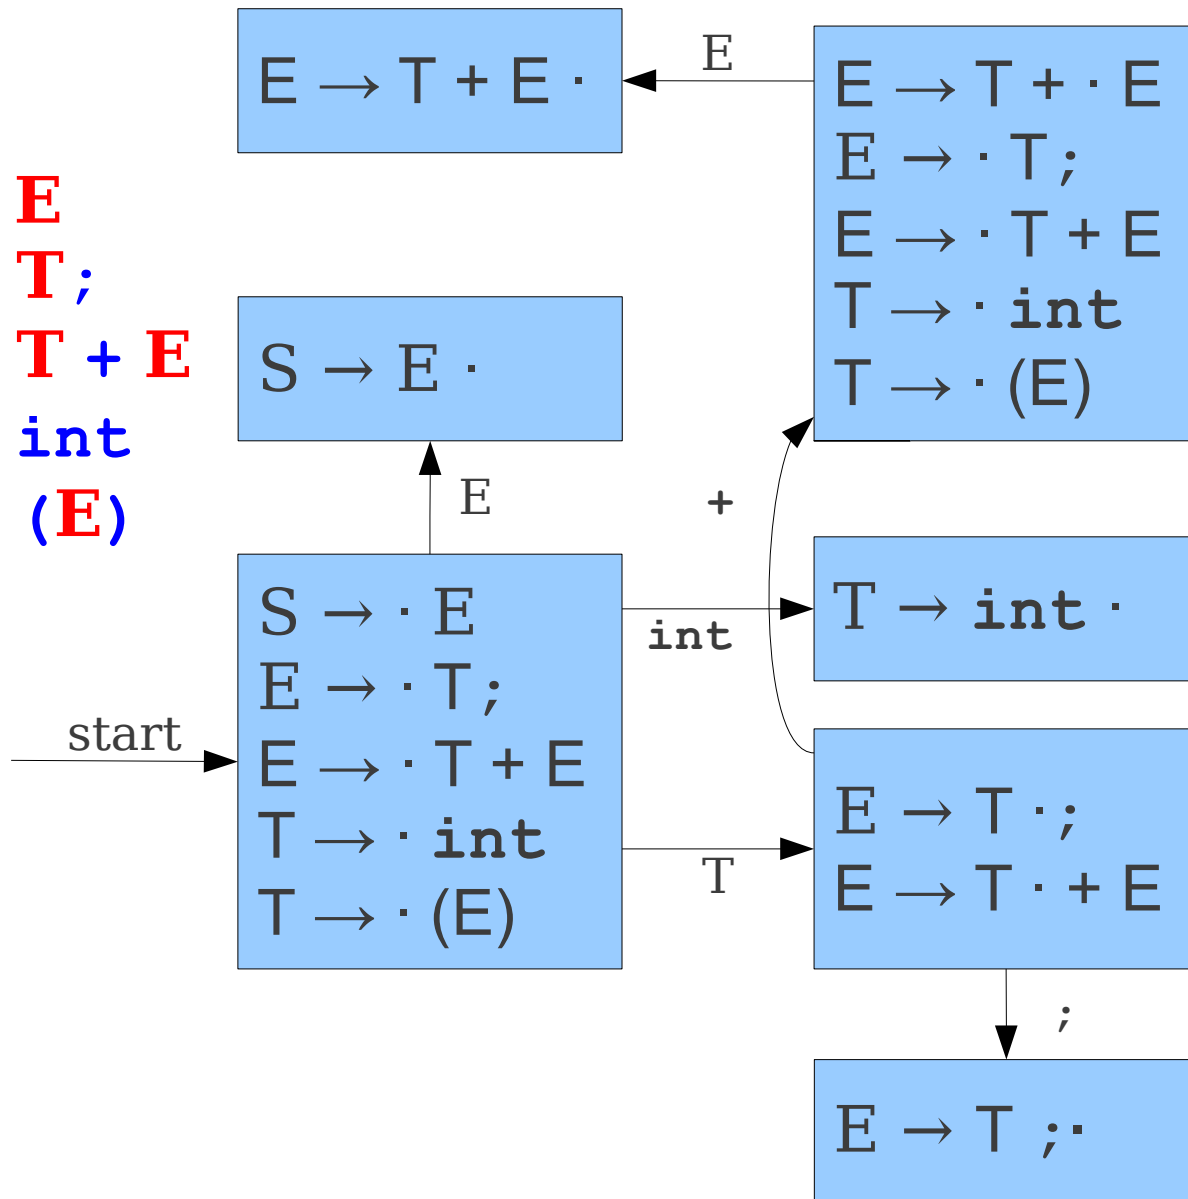 E → T + E ·
E
E → T + · E
E → · T ;
E → · T + E
T → · int
T → · (E)
E
T ;
T + E
int
(E)
S → E ·
E
+
S → · E
E → · T ;
E → · T + E
T → · int
T → · (E)
start
int
T → int ·
T
E → T · ;
E → T · + E
;
E → T ; ·